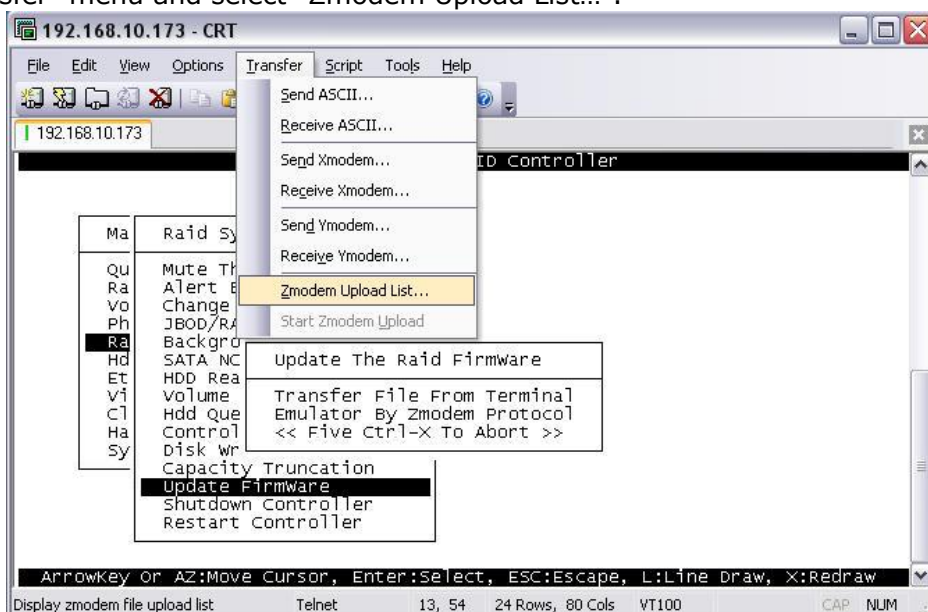 sfer" menu and select "Zmodem Upload List...".
192.168.10.173 - CRT
File Edit View Options Transfer Script Tools Help
192.168.10.173
Send ASCII...
Receive ASCII...
Send Xmodem...
Receive Xmodem...
Send Ymodem...
Receive Ymodem...
Zmodem Upload List...
Start Zmodem Upload
ID Controller
Ma
Qu
Ra
Vo
Ph
Ra
Hd
Et
Vi
Cl
Ha
Sy
Raid Sy
Mute Th
Alert B
Change
JBOD/RA
Backgro
SATA NC
HDD Rea
Volume
Hdd Que
Control
Disk Wr
Capacity Truncation
Update FirmWare
Shutdown Controller
Restart Controller
Update The Raid FirmWare
Transfer File From Terminal
Emulator By Zmodem Protocol
<< Five Ctrl-X To Abort >>
ArrowKey Or AZ:Move Cursor, Enter:Select, ESC:Escape, L:Line Draw, X:Redraw
Display zmodem file upload list Telnet 13, 54 24 Rows, 80 Cols VT100 CAP NUM